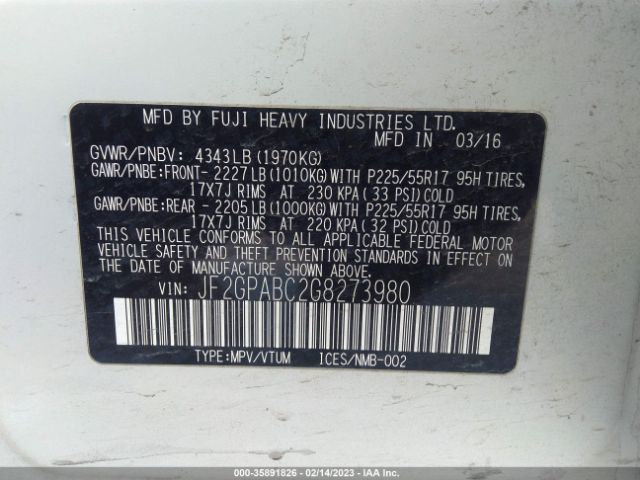 MFD BY FUJI HEAVY INDUSTRIES LTD.
MFD IN 03/16
GVWR/PNBV: 4343LB(1970KG)
GAWR/PNBE:FRONT- 2227LB(1010KG)WITH P225/55R17 95H TIRES,
17X7J RIMS AT 230 KPA(33 PSI)COLD
GAWR/PNBE:REAR - 2205LB(1000KG)WITH P225/55R17 95H TIRES,
17X7J RIMS AT 220 KPA(32 PSI)COLD
THIS VEHICLE CONFORMS TO ALL APPLICABLE FEDERAL MOTOR
VEHICLE SAFETY AND THEFT PREVENTION STANDARDS IN EFFECT
ON THE DATE OF MANUFACTURE SHOWN ABOVE.
VIN: JF2GPABC2G8273980
TYPE:MPV/VTUM ICES/NMB-002
000-35891826 - 02/14/2023 - IAAI.COM